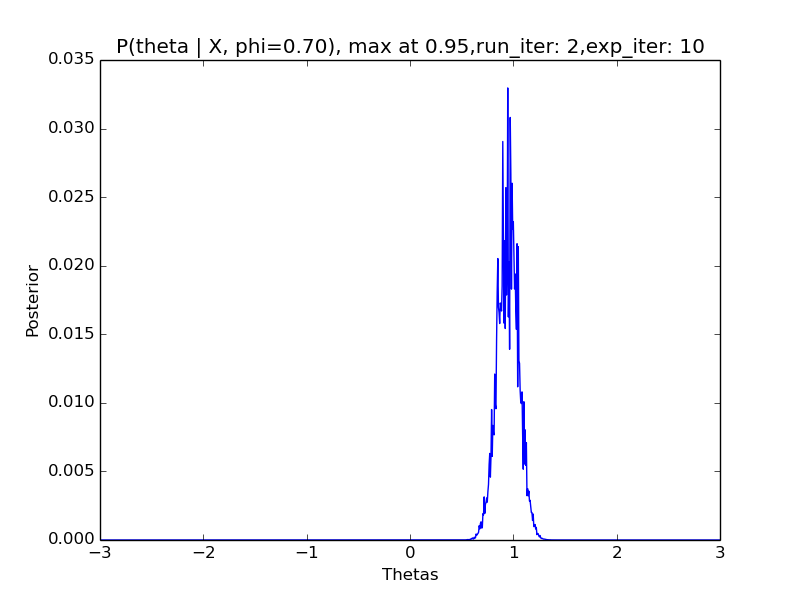 P(theta | X, phi=0.70), max at 0.95,run_iter: 2,exp_iter: 10
0.035
0.030
0.025
0.020
0.015
0.010
0.005
0.000
Posterior
−3 −2 −1 0 1 2 3
Thetas